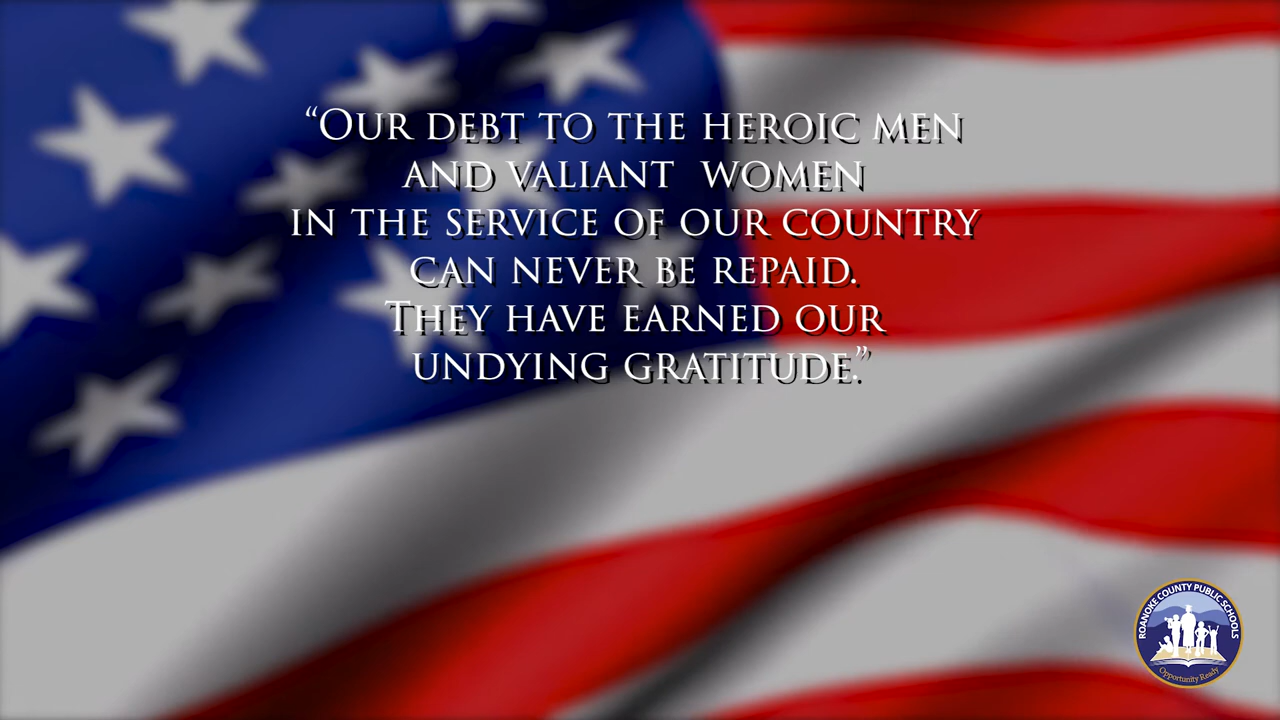 “Our debt to the heroic men
and valiant women
in the service of our country
can never be repaid.
They have earned our
undying gratitude.”
ROANOKE COUNTY PUBLIC SCHOOLS
Opportunity Ready